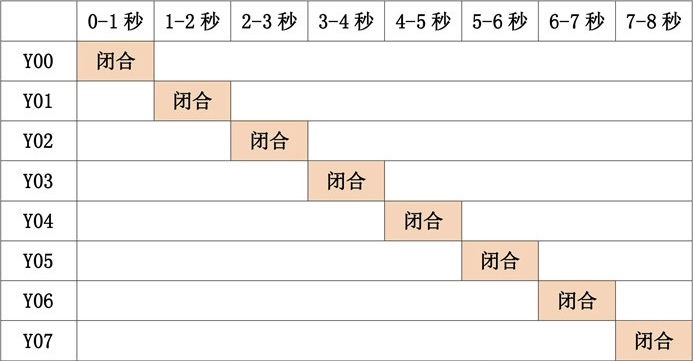 0-1 秒 1-2 秒 2-3 秒 3-4 秒 4-5 秒 5-6 秒 6-7 秒 7-8 秒
Y00 闭合
Y01 闭合
Y02 闭合
Y03 闭合
Y04 闭合
Y05 闭合
Y06 闭合
Y07 闭合